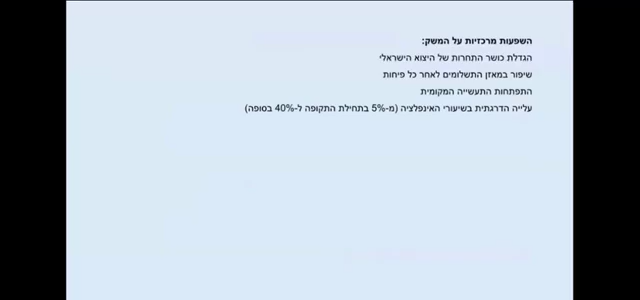 השפעות מרכזיות על המשק:
הגדלת כושר התחרות של היצוא הישראלי
שיפור במאזן התשלומים לאחר כל פיחות
התפתחות התעשייה המקומית
עלייה הדרגתית בשיעורי האינפלציה (מ-5% בתחילת התקופה ל-40% בסופה)